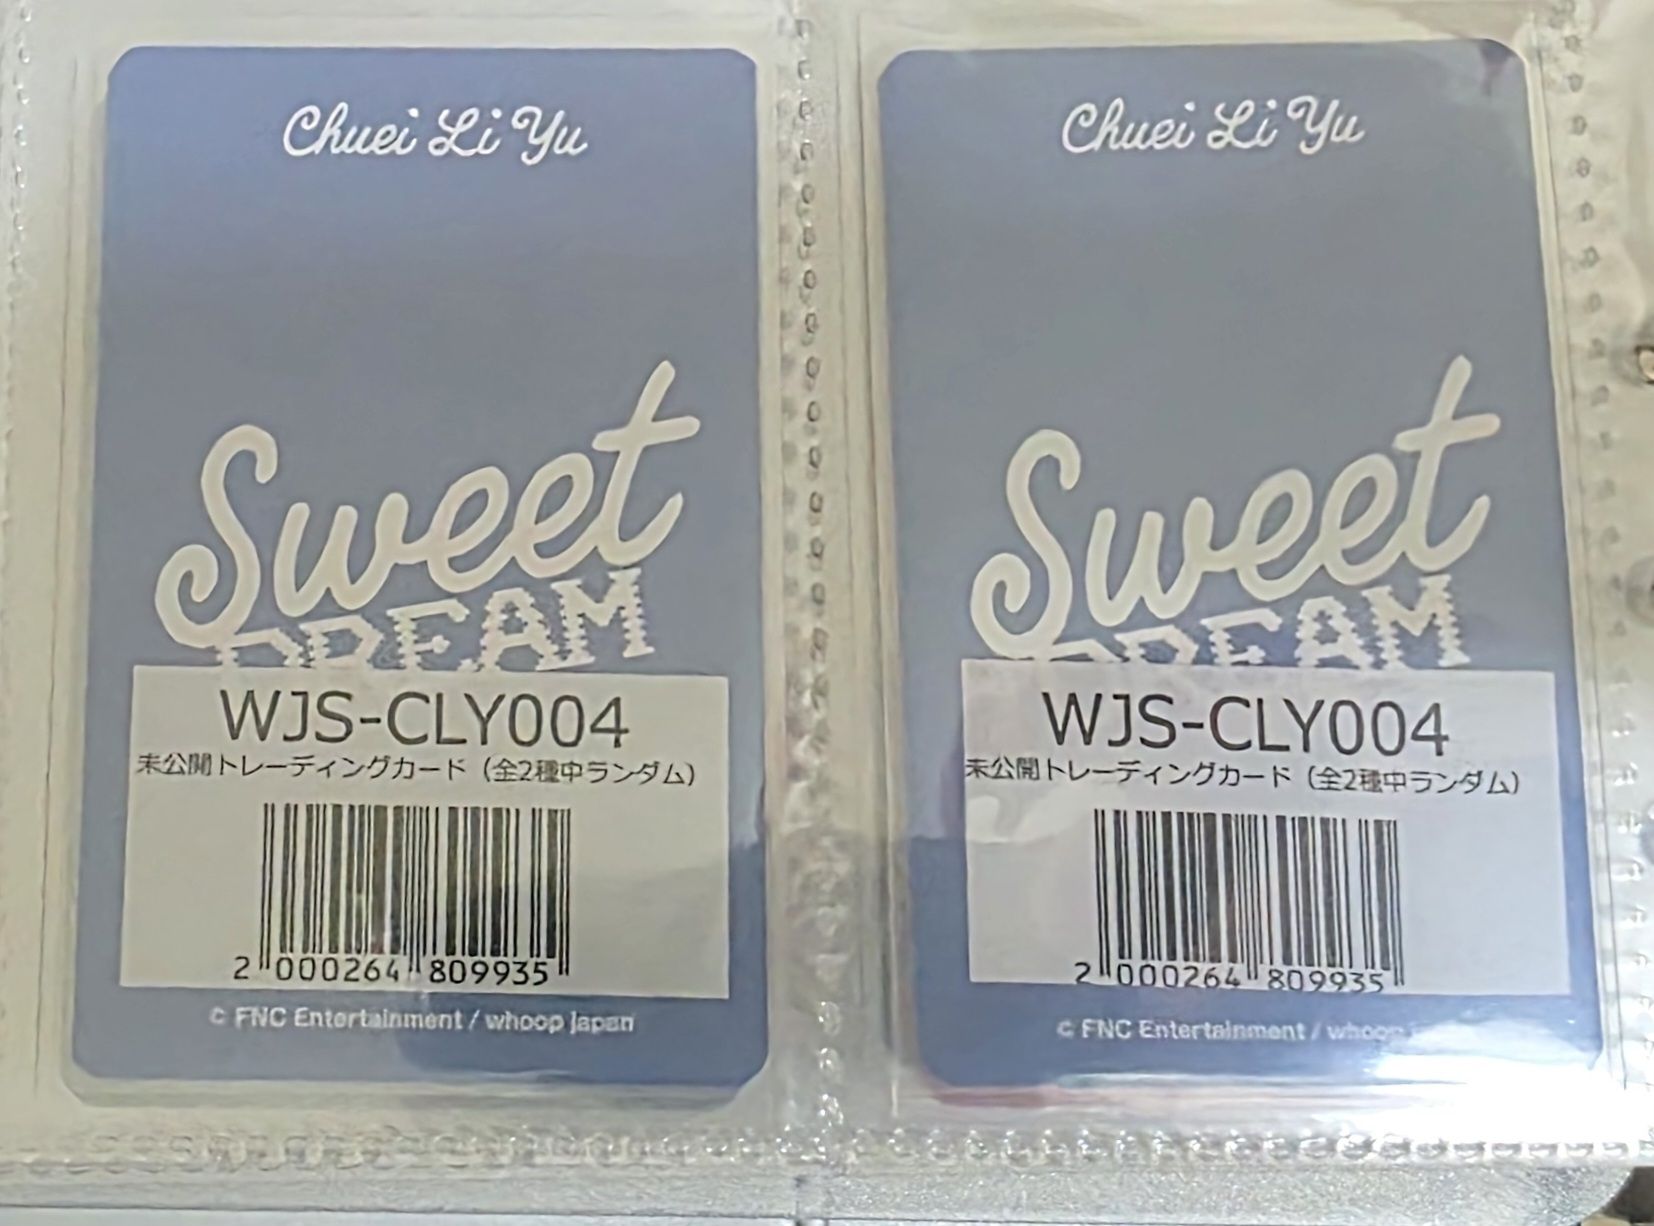 Chuei Li Yu
Sweet
DREAM
WJS-CLY004
未公開トレーディングカード（全2種中ランダム）
2 000264 809935
© FNC Entertainment / whoop japan
Chuei Li Yu
Sweet
DREAM
WJS-CLY004
未公開トレーディングカード（全2種中ランダム）
2 000264 809935
© FNC Entertainment / whoop